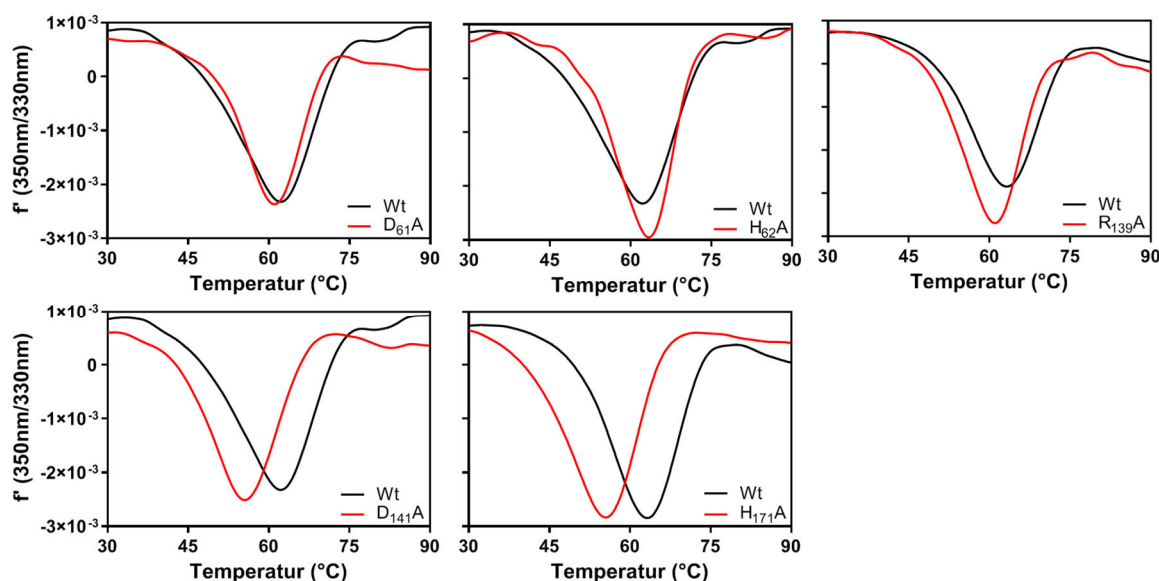 f' (350nm/330nm)
1×10⁻³
0
-1×10⁻³
-2×10⁻³
-3×10⁻³
Wt
D₆₁A
30 45 60 75 90
Temperatur (°C)
Wt
H₆₂A
30 45 60 75 90
Temperatur (°C)
Wt
R₁₃₉A
30 45 60 75 90
Temperatur (°C)
f' (350nm/330nm)
1×10⁻³
0
-1×10⁻³
-2×10⁻³
-3×10⁻³
Wt
D₁₄₁A
30 45 60 75 90
Temperatur (°C)
Wt
H₁₇₁A
30 45 60 75 90
Temperatur (°C)